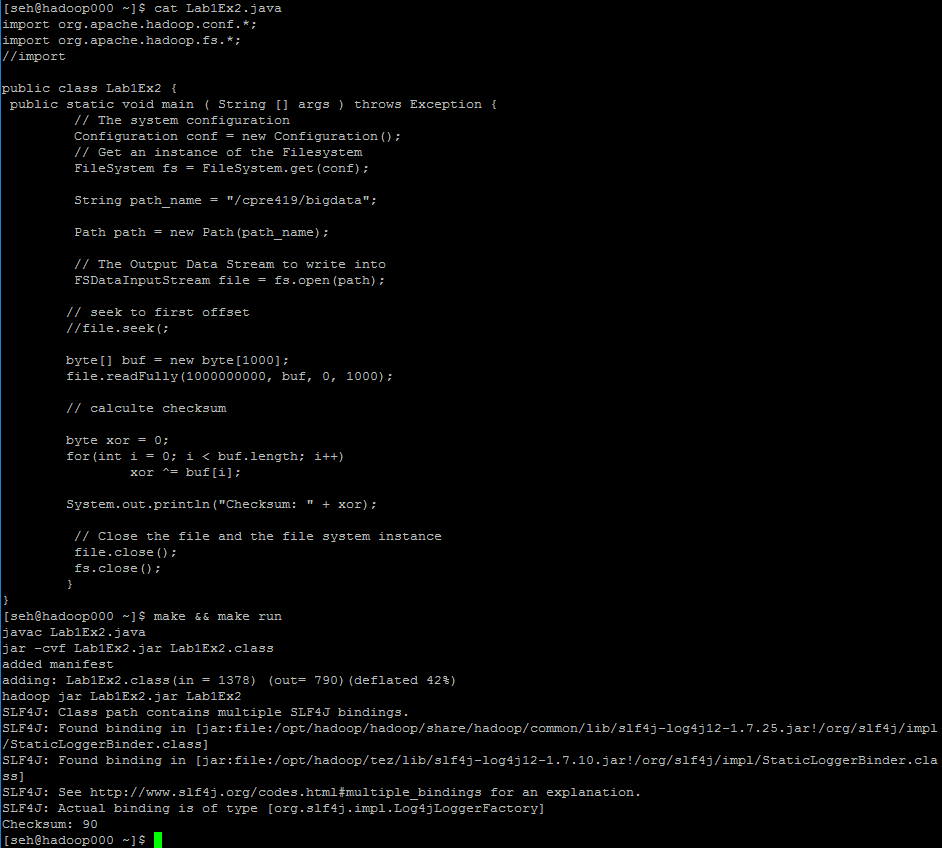 [seh@hadoop000 ~]$ cat Lab1Ex2.java
import org.apache.hadoop.conf.*;
import org.apache.hadoop.fs.*;
//import
public class Lab1Ex2 {
 public static void main ( String [] args ) throws Exception {
         // The system configuration
         Configuration conf = new Configuration();
         // Get an instance of the Filesystem
         FileSystem fs = FileSystem.get(conf);
         String path_name = "/cpre419/bigdata";
         Path path = new Path(path_name);
         // The Output Data Stream to write into
         FSDataInputStream file = fs.open(path);
        // seek to first offset
        //file.seek(;
        byte[] buf = new byte[1000];
        file.readFully(1000000000, buf, 0, 1000);
        // calculte checksum
        byte xor = 0;
        for(int i = 0; i < buf.length; i++)
                xor ^= buf[i];
        System.out.println("Checksum: " + xor);
         // Close the file and the file system instance
         file.close();
         fs.close();
        }
}
[seh@hadoop000 ~]$ make && make run
javac Lab1Ex2.java
jar -cvf Lab1Ex2.jar Lab1Ex2.class
added manifest
adding: Lab1Ex2.class(in = 1378) (out= 790)(deflated 42%)
hadoop jar Lab1Ex2.jar Lab1Ex2
SLF4J: Class path contains multiple SLF4J bindings.
SLF4J: Found binding in [jar:file:/opt/hadoop/hadoop/share/hadoop/common/lib/slf4j-log4j12-1.7.25.jar!/org/slf4j/impl
/StaticLoggerBinder.class]
SLF4J: Found binding in [jar:file:/opt/hadoop/tez/lib/slf4j-log4j12-1.7.10.jar!/org/slf4j/impl/StaticLoggerBinder.cla
ss]
SLF4J: See http://www.slf4j.org/codes.html#multiple_bindings for an explanation.
SLF4J: Actual binding is of type [org.slf4j.impl.Log4jLoggerFactory]
Checksum: 90
[seh@hadoop000 ~]$